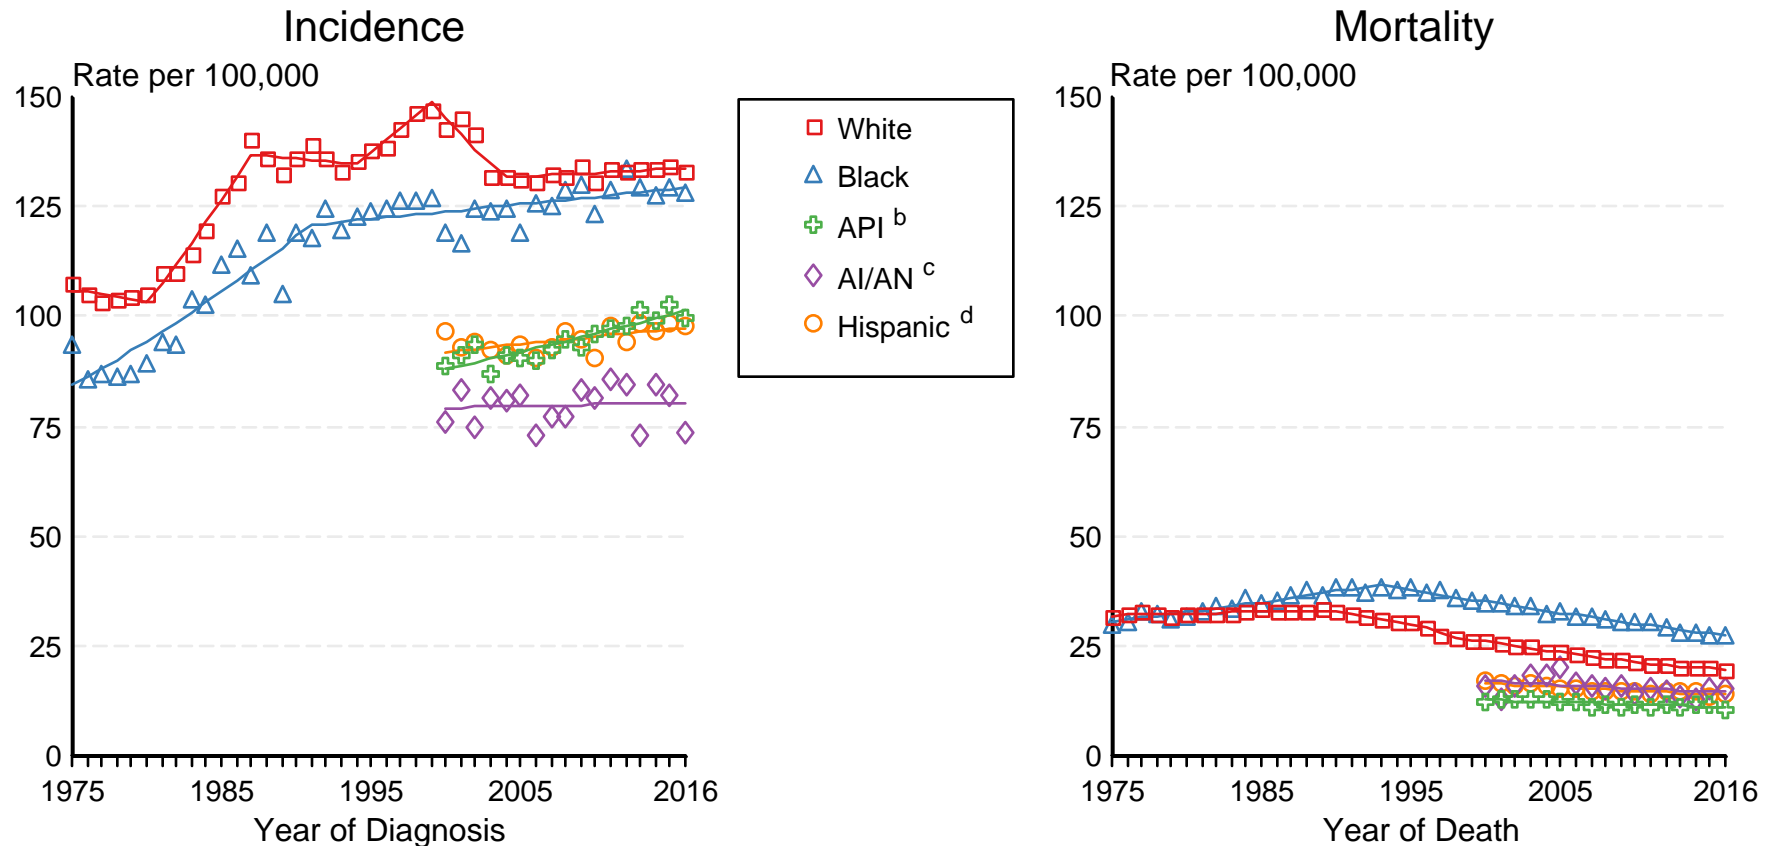 Incidence
Rate per 100,000
150
125
100
75
50
25
0
1975 1985 1995 2005 2016
Year of Diagnosis
White
Black
API b
AI/AN c
Hispanic d
Mortality
Rate per 100,000
150
125
100
75
50
25
0
1975 1985 1995 2005 2016
Year of Death